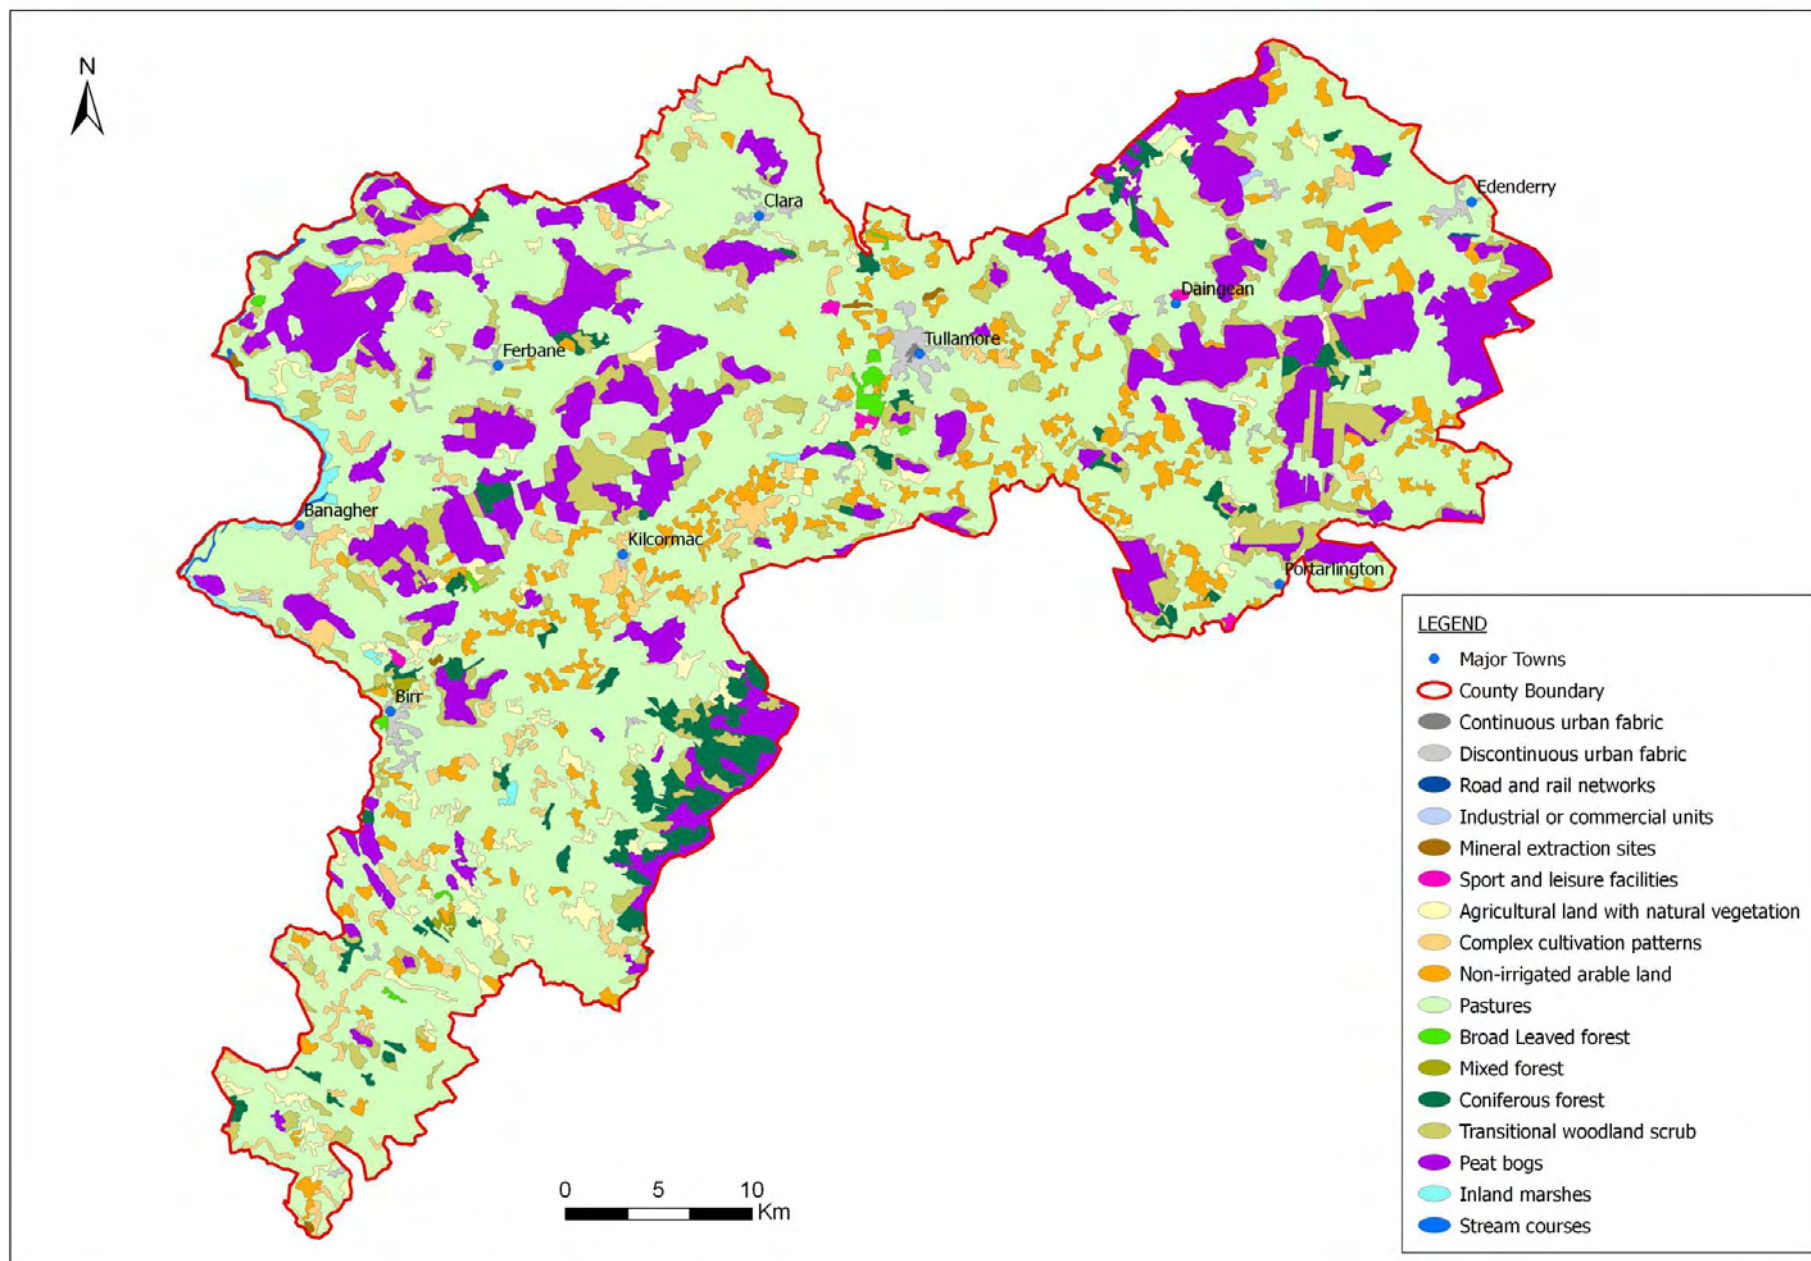 N
Clara
Edenderry
Daingean
Tullamore
Ferbane
Banagher
Kilcormac
Portarlington
Birr
0 5 10
Km
LEGEND
Major Towns
County Boundary
Continuous urban fabric
Discontinuous urban fabric
Road and rail networks
Industrial or commercial units
Mineral extraction sites
Sport and leisure facilities
Agricultural land with natural vegetation
Complex cultivation patterns
Non-irrigated arable land
Pastures
Broad Leaved forest
Mixed forest
Coniferous forest
Transitional woodland scrub
Peat bogs
Inland marshes
Stream courses